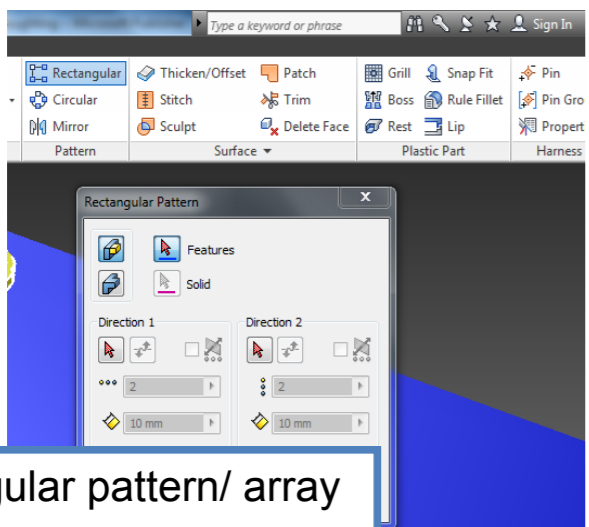 Type a keyword or phrase Sign In
Rectangular Thicken/Offset Patch Grill Snap Fit Pin
Circular Stitch Trim Boss Rule Fillet Pin Gro
Mirror Sculpt Delete Face Rest Lip Propert
Pattern Surface Plastic Part Harness
Rectangular Pattern x
Features
Solid
Direction 1 Direction 2
2 2
10 mm 10 mm
gular pattern/ array